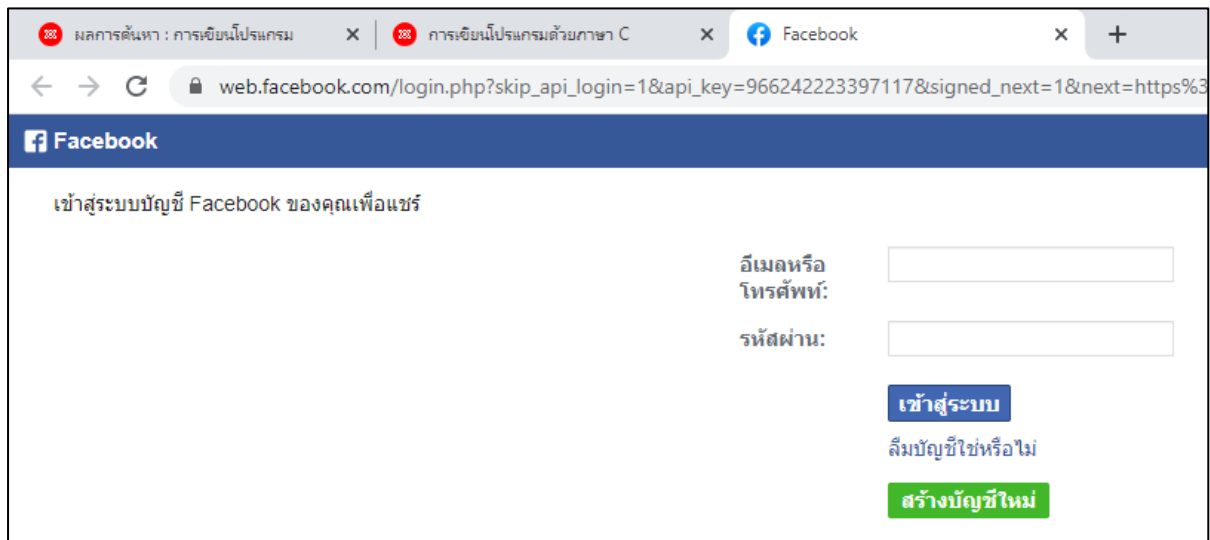 ผลการค้นหา : การเขียนโปรแกรม
การเขียนโปรแกรมด้วยภาษา C
Facebook
web.facebook.com/login.php?skip_api_login=1&api_key=966242223397117&signed_next=1&next=https%3
Facebook
เข้าสู่ระบบบัญชี Facebook ของคุณเพื่อแชร์
อีเมลหรือ
โทรศัพท์:
รหัสผ่าน:
เข้าสู่ระบบ
ลืมบัญชีใช่หรือไม่
สร้างบัญชีใหม่